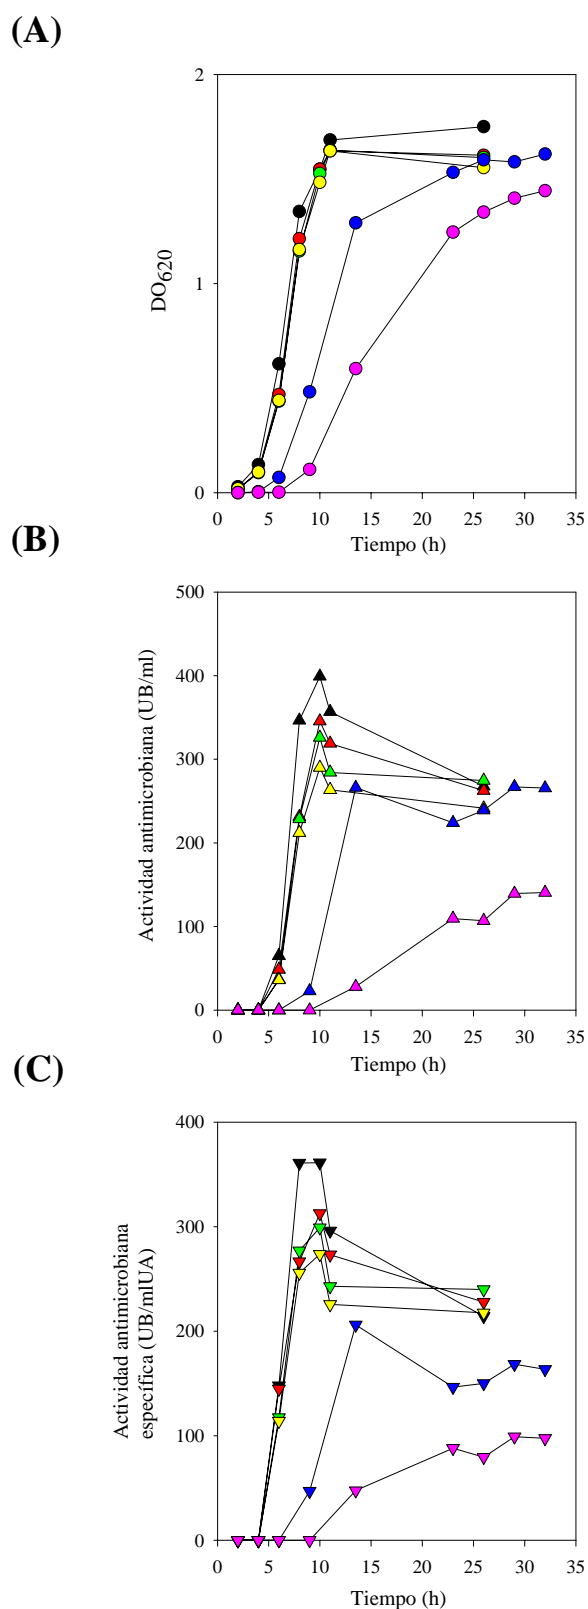 (A)
2
1
0
DO620
0 5 10 15 20 25 30 35
Tiempo (h)
(B)
500
400
300
200
100
0
Actividad antimicrobiana (UB/ml)
0 5 10 15 20 25 30 35
Tiempo (h)
(C)
400
300
200
100
0
Actividad antimicrobiana
específica (UB/mlUA)
0 5 10 15 20 25 30 35
Tiempo (h)